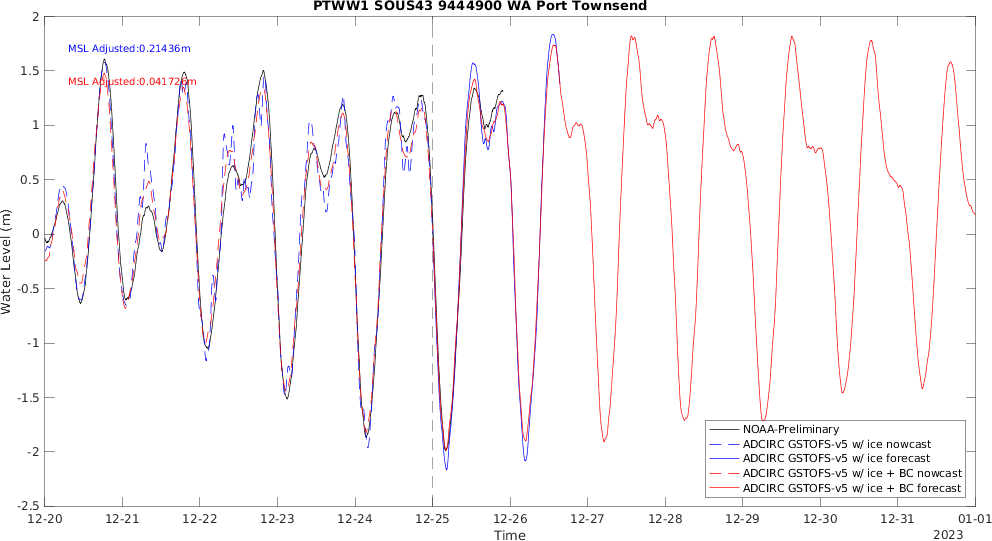 PTWW1 SOUS43 9444900 WA Port Townsend
MSL Adjusted:0.21436m
MSL Adjusted:0.041726m
Water Level (m)
2
1.5
1
0.5
0
-0.5
-1
-1.5
-2
-2.5
NOAA-Preliminary
ADCIRC GSTOFS-v5 w/ ice nowcast
ADCIRC GSTOFS-v5 w/ ice forecast
ADCIRC GSTOFS-v5 w/ ice + BC nowcast
ADCIRC GSTOFS-v5 w/ ice + BC forecast
12-20 12-21 12-22 12-23 12-24 12-25 12-26 12-27 12-28 12-29 12-30 12-31 01-01
Time
2023